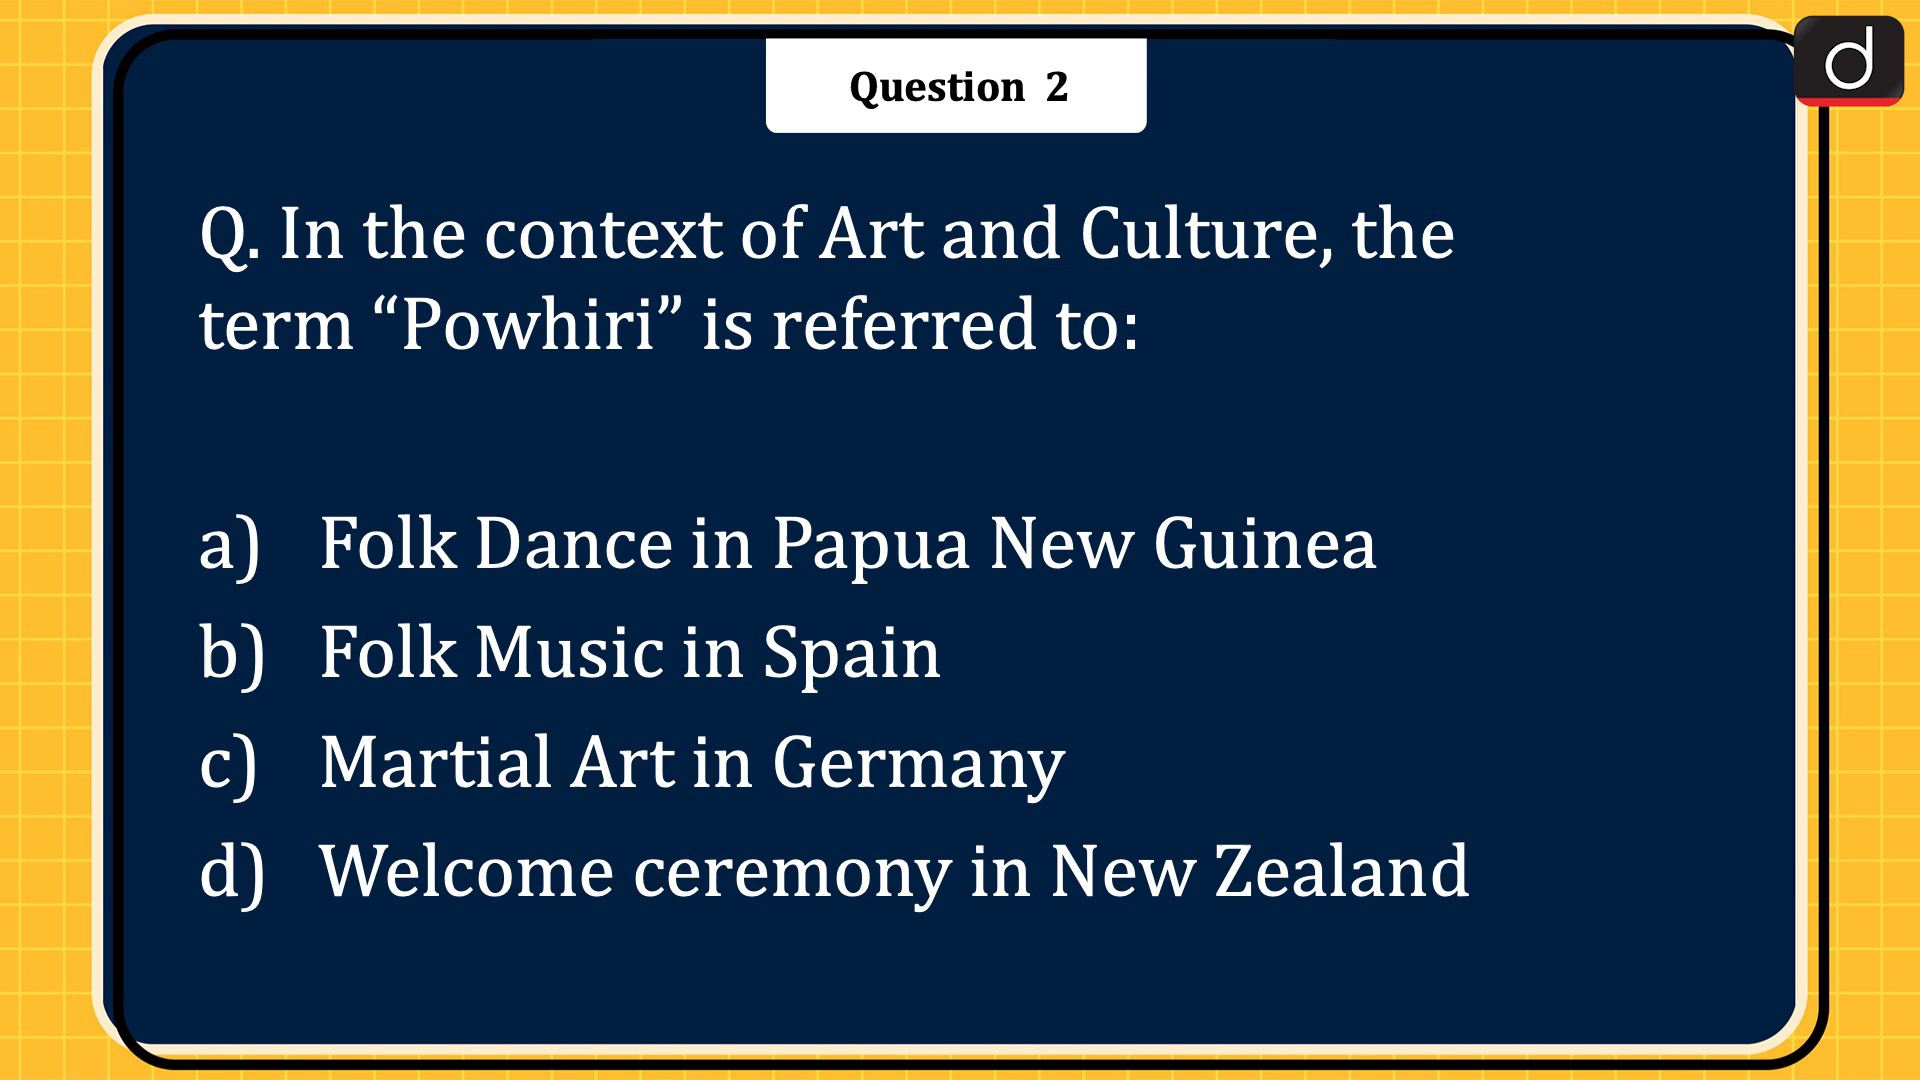 Question 2
d
Q. In the context of Art and Culture, the
term “Powhiri” is referred to:
a) Folk Dance in Papua New Guinea
b) Folk Music in Spain
c) Martial Art in Germany
d) Welcome ceremony in New Zealand